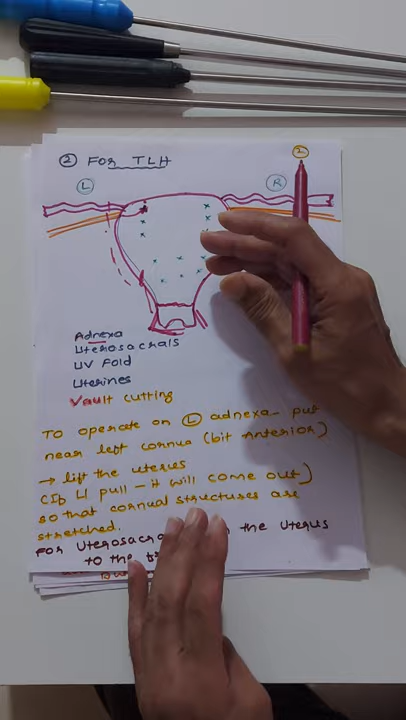 2
② For TLH
L
R
Adnexa
Uterosacrals
UV Fold
Uterines
Vault cutting
To operate on Ⓛ adnexa - put
near left cornua (bit Anterior)
→ lift the uterus
pull - it will come out)
so that cornual structures are
stretched.
For the uterus
to the